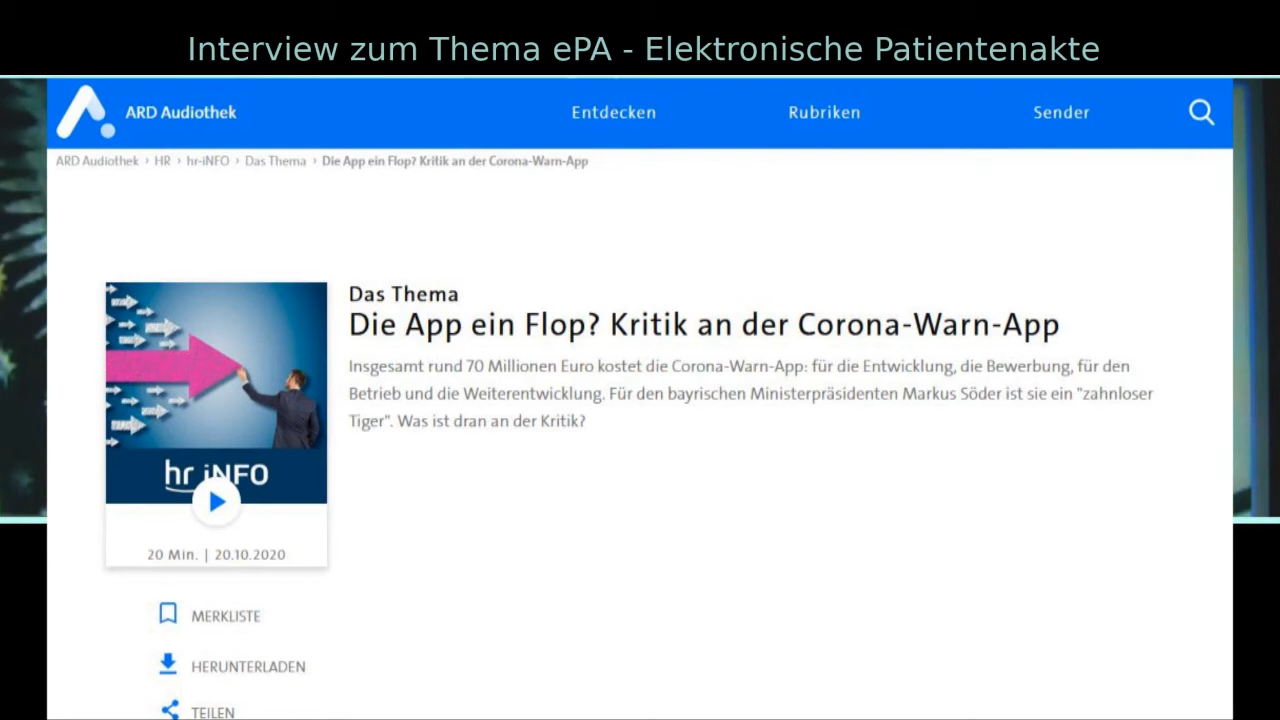 Interview zum Thema ePA - Elektronische Patientenakte
ARD Audiothek
Entdecken
Rubriken
Sender
ARD Audiothek › HR › hr-iNFO › Das Thema › Die App ein Flop? Kritik an der Corona-Warn-App
Das Thema
Die App ein Flop? Kritik an der Corona-Warn-App
Insgesamt rund 70 Millionen Euro kostet die Corona-Warn-App: für die Entwicklung, die Bewerbung, für den
Betrieb und die Weiterentwicklung. Für den bayrischen Ministerpräsidenten Markus Söder ist sie ein "zahnloser
Tiger". Was ist dran an der Kritik?
hr iNFO
20 Min. | 20.10.2020
MERKLISTE
HERUNTERLADEN
TEILEN